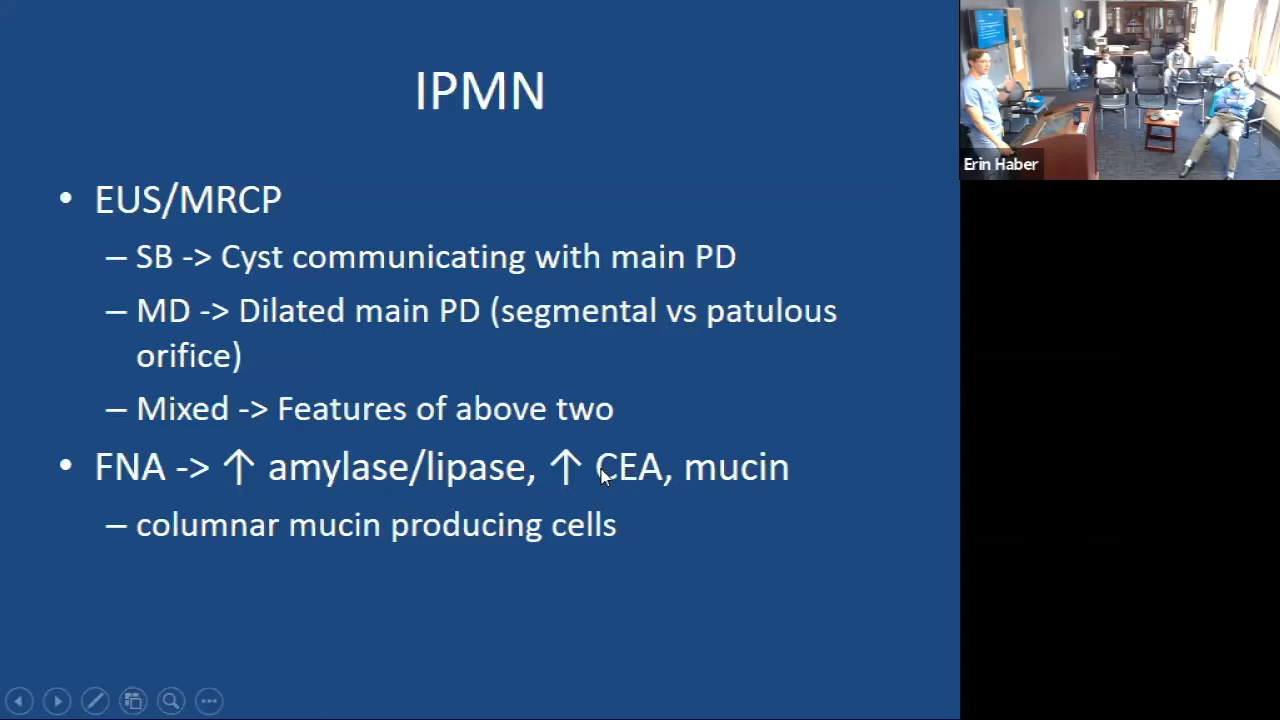 IPMN
• EUS/MRCP
– SB -> Cyst communicating with main PD
– MD -> Dilated main PD (segmental vs patulous
orifice)
– Mixed -> Features of above two
• FNA -> ↑ amylase/lipase, ↑ CEA, mucin
– columnar mucin producing cells
Erin Haber